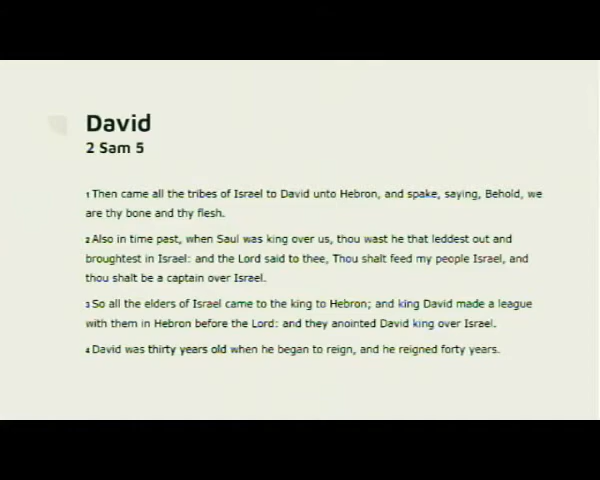 David
2 Sam 5
1 Then came all the tribes of Israel to David unto Hebron, and spake, saying, Behold, we
are thy bone and thy flesh.
2 Also in time past, when Saul was king over us, thou wast he that leddest out and
broughtest in Israel: and the Lord said to thee, Thou shalt feed my people Israel, and
thou shalt be a captain over Israel.
3 So all the elders of Israel came to the king to Hebron; and king David made a league
with them in Hebron before the Lord: and they anointed David king over Israel.
4 David was thirty years old when he began to reign, and he reigned forty years.